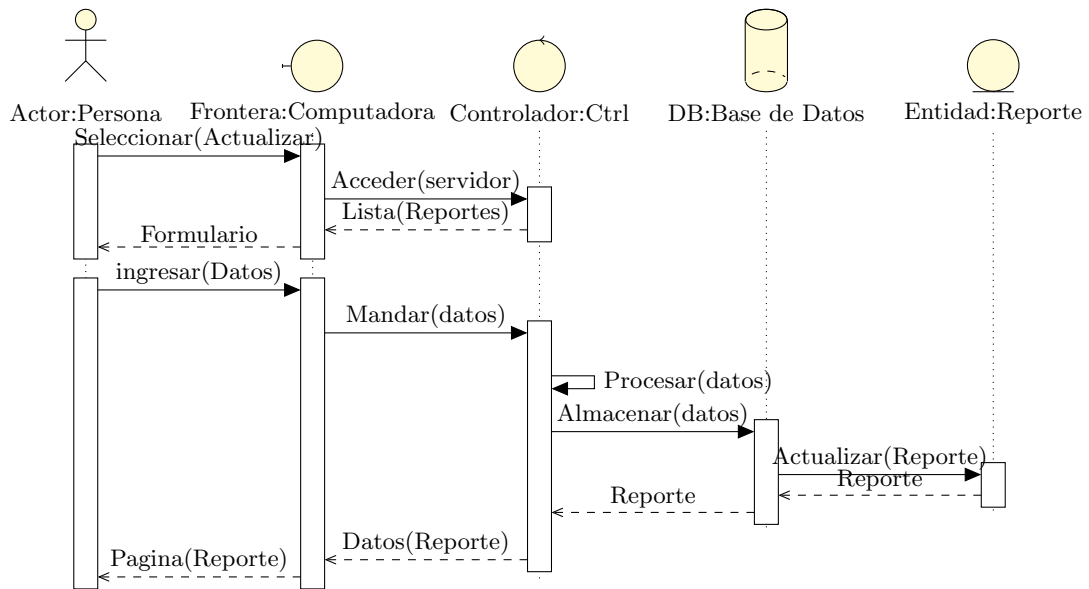 Actor:Persona
Frontera:Computadora
Controlador:Ctrl
DB:Base de Datos
Entidad:Reporte
Seleccionar(Actualizar)
Acceder(servidor)
Lista(Reportes)
Formulario
ingresar(Datos)
Mandar(datos)
Procesar(datos)
Almacenar(datos)
Actualizar(Reporte)
Reporte
Reporte
Datos(Reporte)
Pagina(Reporte)